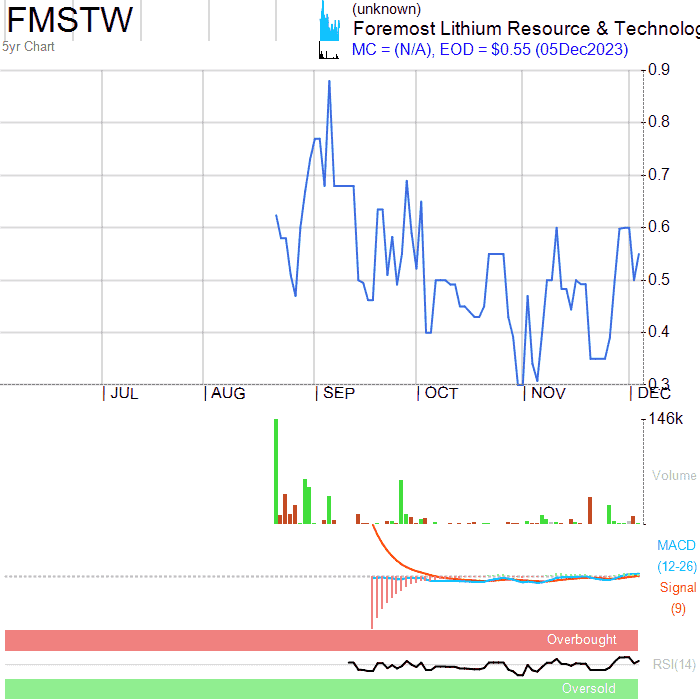 FMSTW
5yr Chart
(unknown)
Foremost Lithium Resource & Technolog
MC = (N/A), EOD = $0.55 (05Dec2023)
0.9
0.8
0.7
0.6
0.5
0.4
0.3
JUL AUG SEP OCT NOV DEC
146k
Volume
MACD
(12-26)
Signal
(9)
Overbought
RSI(14)
Oversold